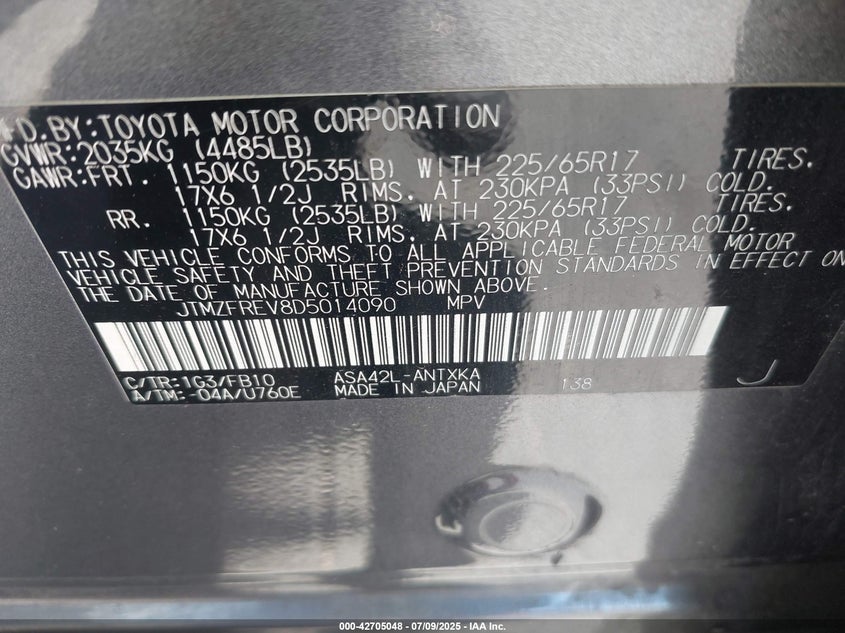 FD.BY:TOYOTA MOTOR CORPORATION
GVWR:2035KG (4485LB)
GAWR:FRT. 1150KG (2535LB) WITH 225/65R17 TIRES.
17X6 1/2J RIMS. AT 230KPA (33PSI) COLD.
RR. 1150KG (2535LB) WITH 225/65R17 TIRES.
17X6 1/2J RIMS. AT 230KPA (33PSI) COLD.
THIS VEHICLE CONFORMS TO ALL APPLICABLE FEDERAL MOTOR
VEHICLE SAFETY AND THEFT PREVENTION STANDARDS IN EFFECT ON
THE DATE OF MANUFACTURE SHOWN ABOVE.
JTMZFREV8D5014090 MPV
C/TR:1G3/FB10 ASA42L-ANTXKA 138 J
A/TM:-04A/U760E MADE IN JAPAN
000-42705048 - 07/09/2025 - IAA Inc.